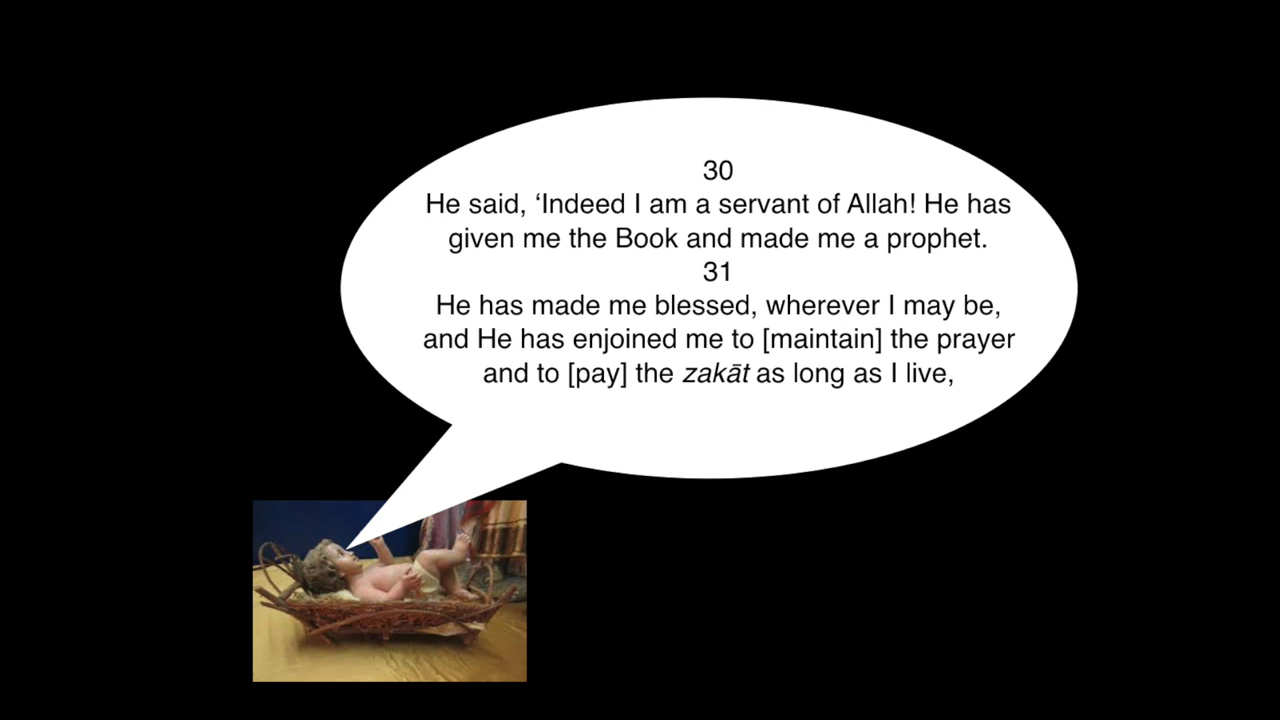 30
He said, ‘Indeed I am a servant of Allah! He has
given me the Book and made me a prophet.
31
He has made me blessed, wherever I may be,
and He has enjoined me to [maintain] the prayer
and to [pay] the zakāt as long as I live,